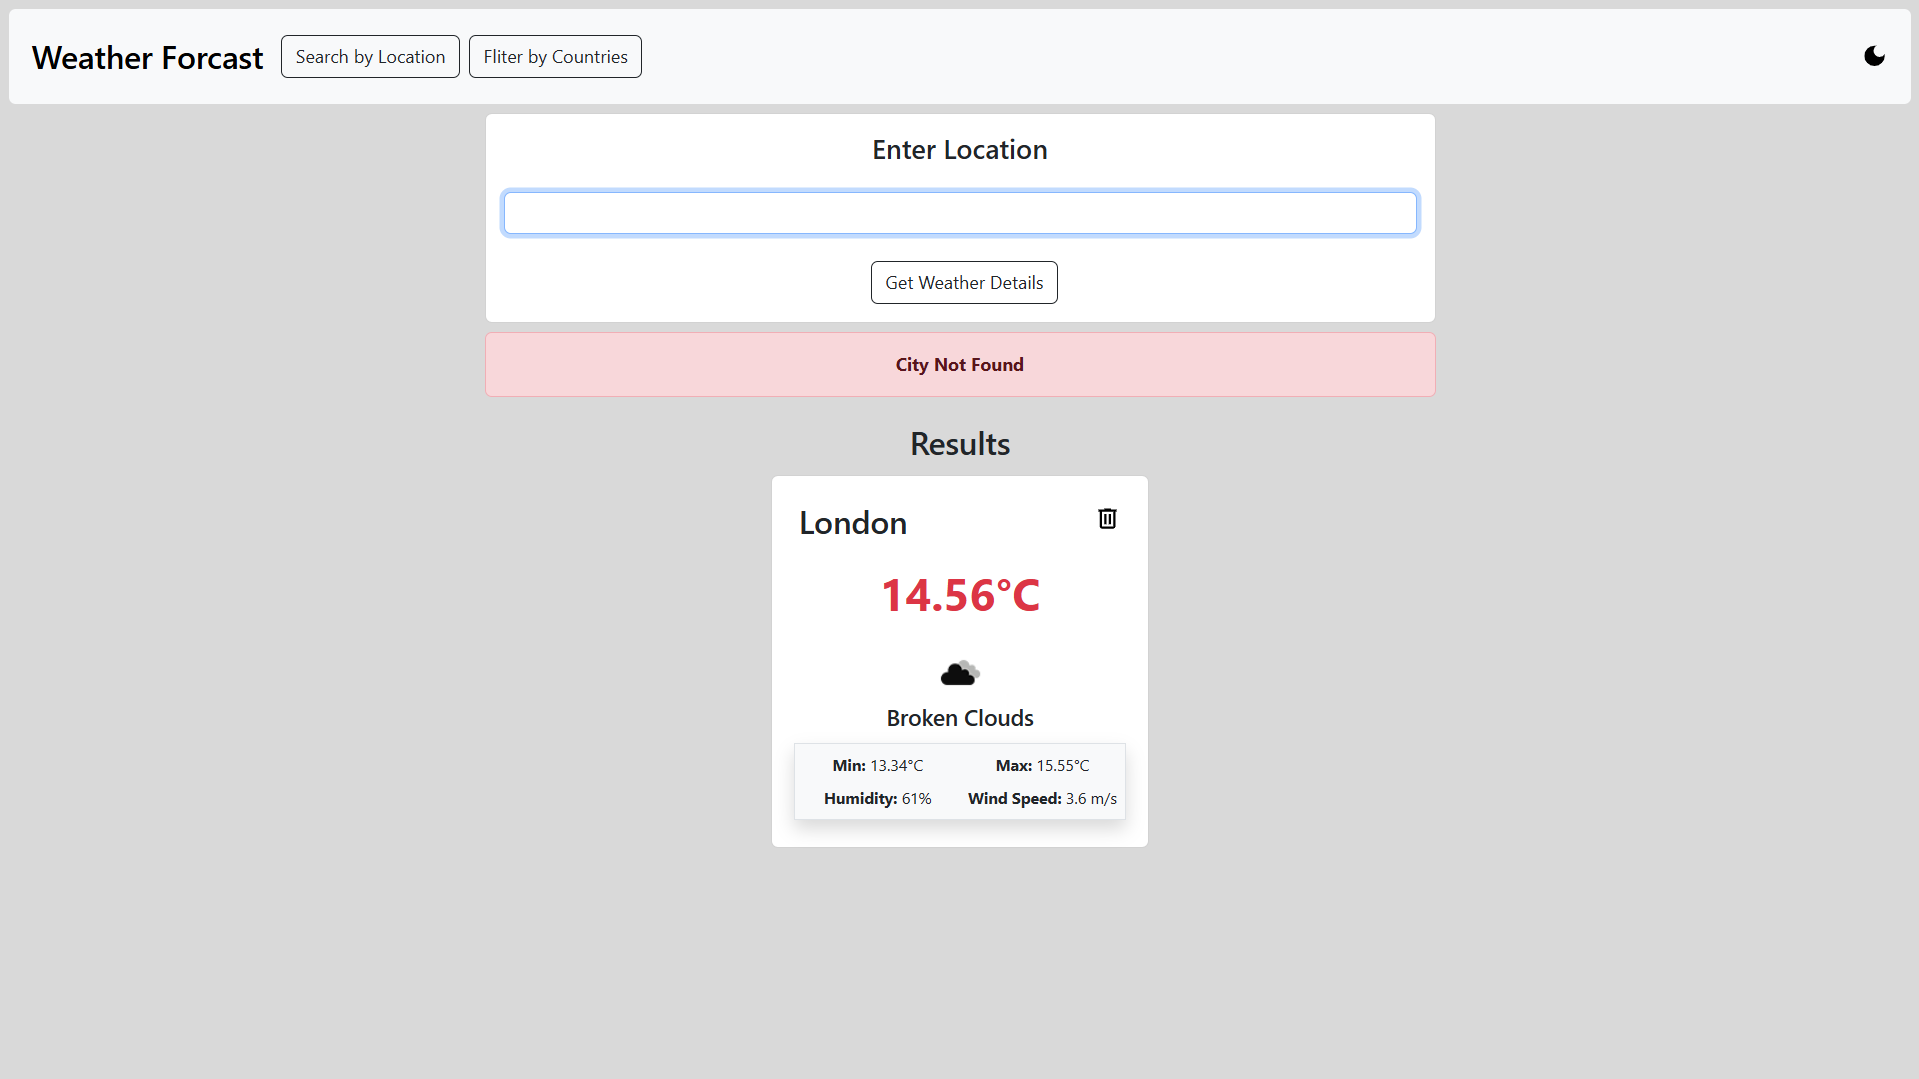 Weather Forcast Search by Location Fliter by Countries
Enter Location
Get Weather Details
City Not Found
Results
London
14.56°C
Broken Clouds
Min: 13.34°C Max: 15.55°C
Humidity: 61% Wind Speed: 3.6 m/s